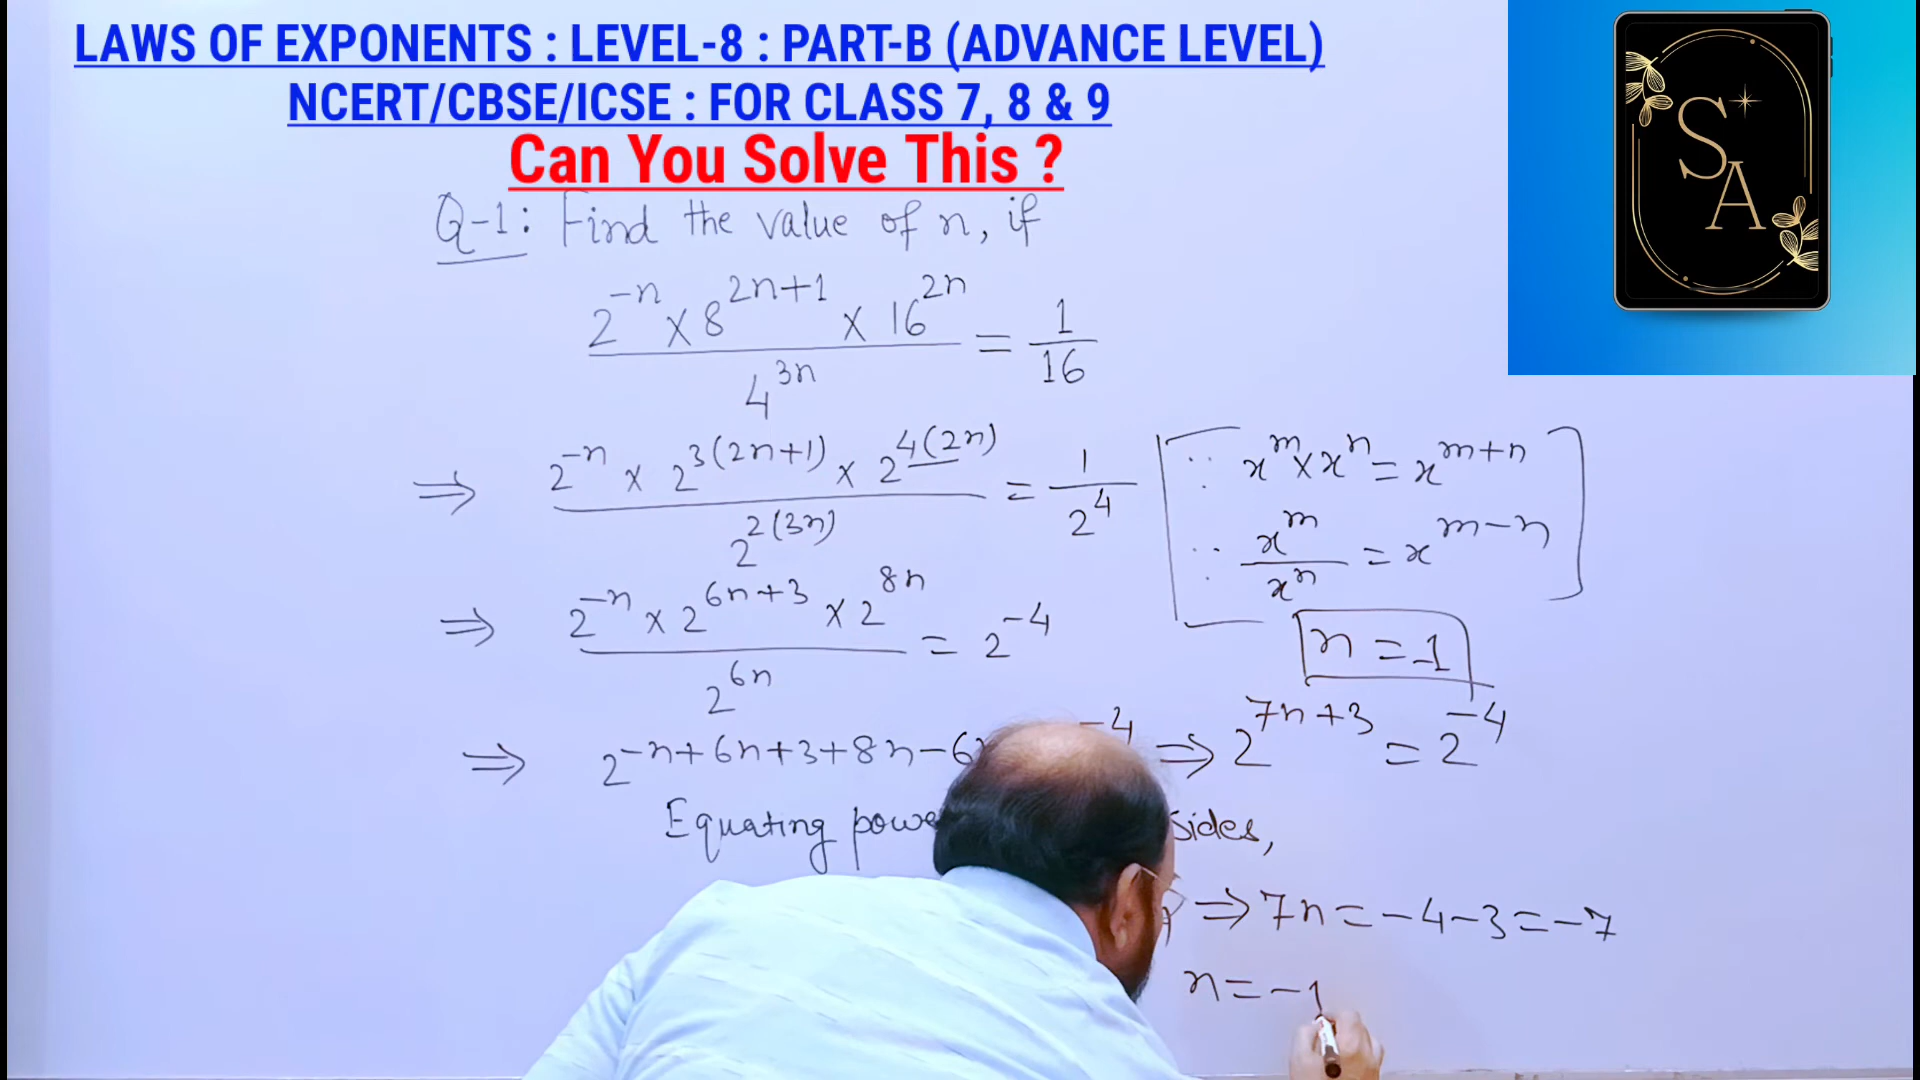 LAWS OF EXPONENTS : LEVEL-8 : PART-B (ADVANCE LEVEL)
NCERT/CBSE/ICSE : FOR CLASS 7, 8 & 9
Can You Solve This ?
S
A
Q-1: Find the value of n, if
2^{-n} × 8^{2n+1} × 16^{2n} / 4^{3n} = 1/16
⇒ 2^{-n} × 2^{3(2n+1)} × 2^{4(2n)} / 2^{2(3n)} = 1/2^4
[∵ x^m × x^n = x^{m+n}
∵ x^m / x^n = x^{m-n}]
⇒ 2^{-n} × 2^{6n+3} × 2^{8n} / 2^{6n} = 2^{-4}
n = -1
⇒ 2^{-n+6n+3+8n-6 -4 ⇒ 2^{7n+3} = 2^{-4}
Equating sides,
⇒ 7n = -4-3 = -7
n = -1